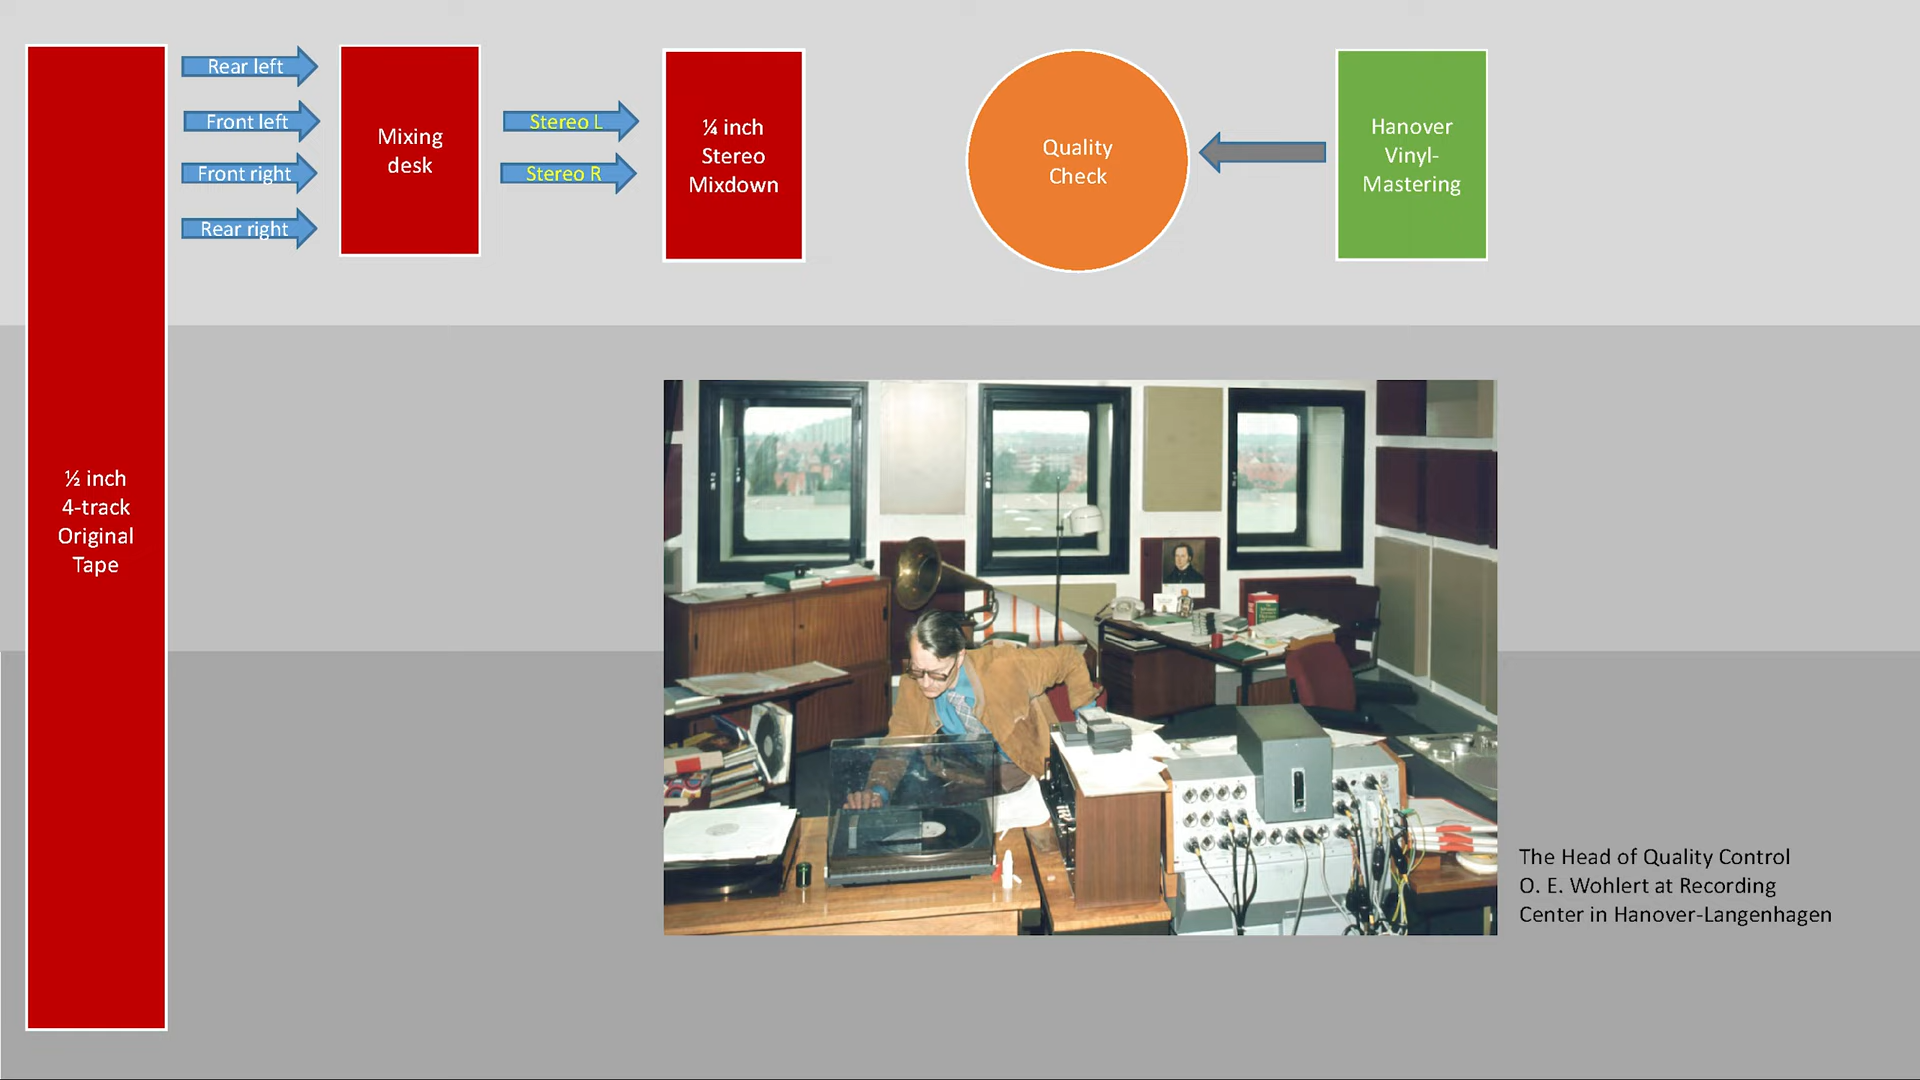 Rear left
Front left
Front right
Rear right
Mixing
desk
Stereo L
Stereo R
¼ inch
Stereo
Mixdown
Quality
Check
Hanover
Vinyl-
Mastering
½ inch
4-track
Original
Tape
The Head of Quality Control
O. E. Wohlert at Recording
Center in Hanover-Langenhagen